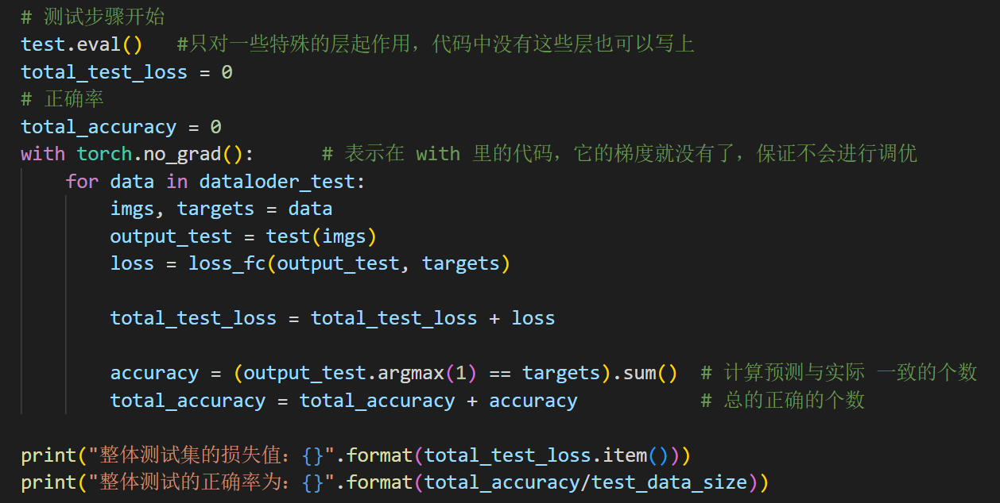 # 测试步骤开始
test.eval()   #只对一些特殊的层起作用，代码中没有这些层也可以写上
total_test_loss = 0
# 正确率
total_accuracy = 0
with torch.no_grad():      # 表示在 with 里的代码，它的梯度就没有了，保证不会进行调优
    for data in dataloder_test:
        imgs, targets = data
        output_test = test(imgs)
        loss = loss_fc(output_test, targets)
        total_test_loss = total_test_loss + loss
        accuracy = (output_test.argmax(1) == targets).sum()  # 计算预测与实际 一致的个数
        total_accuracy = total_accuracy + accuracy           # 总的正确的个数
print("整体测试集的损失值：{}".format(total_test_loss.item()))
print("整体测试的正确率为：{}".format(total_accuracy/test_data_size))